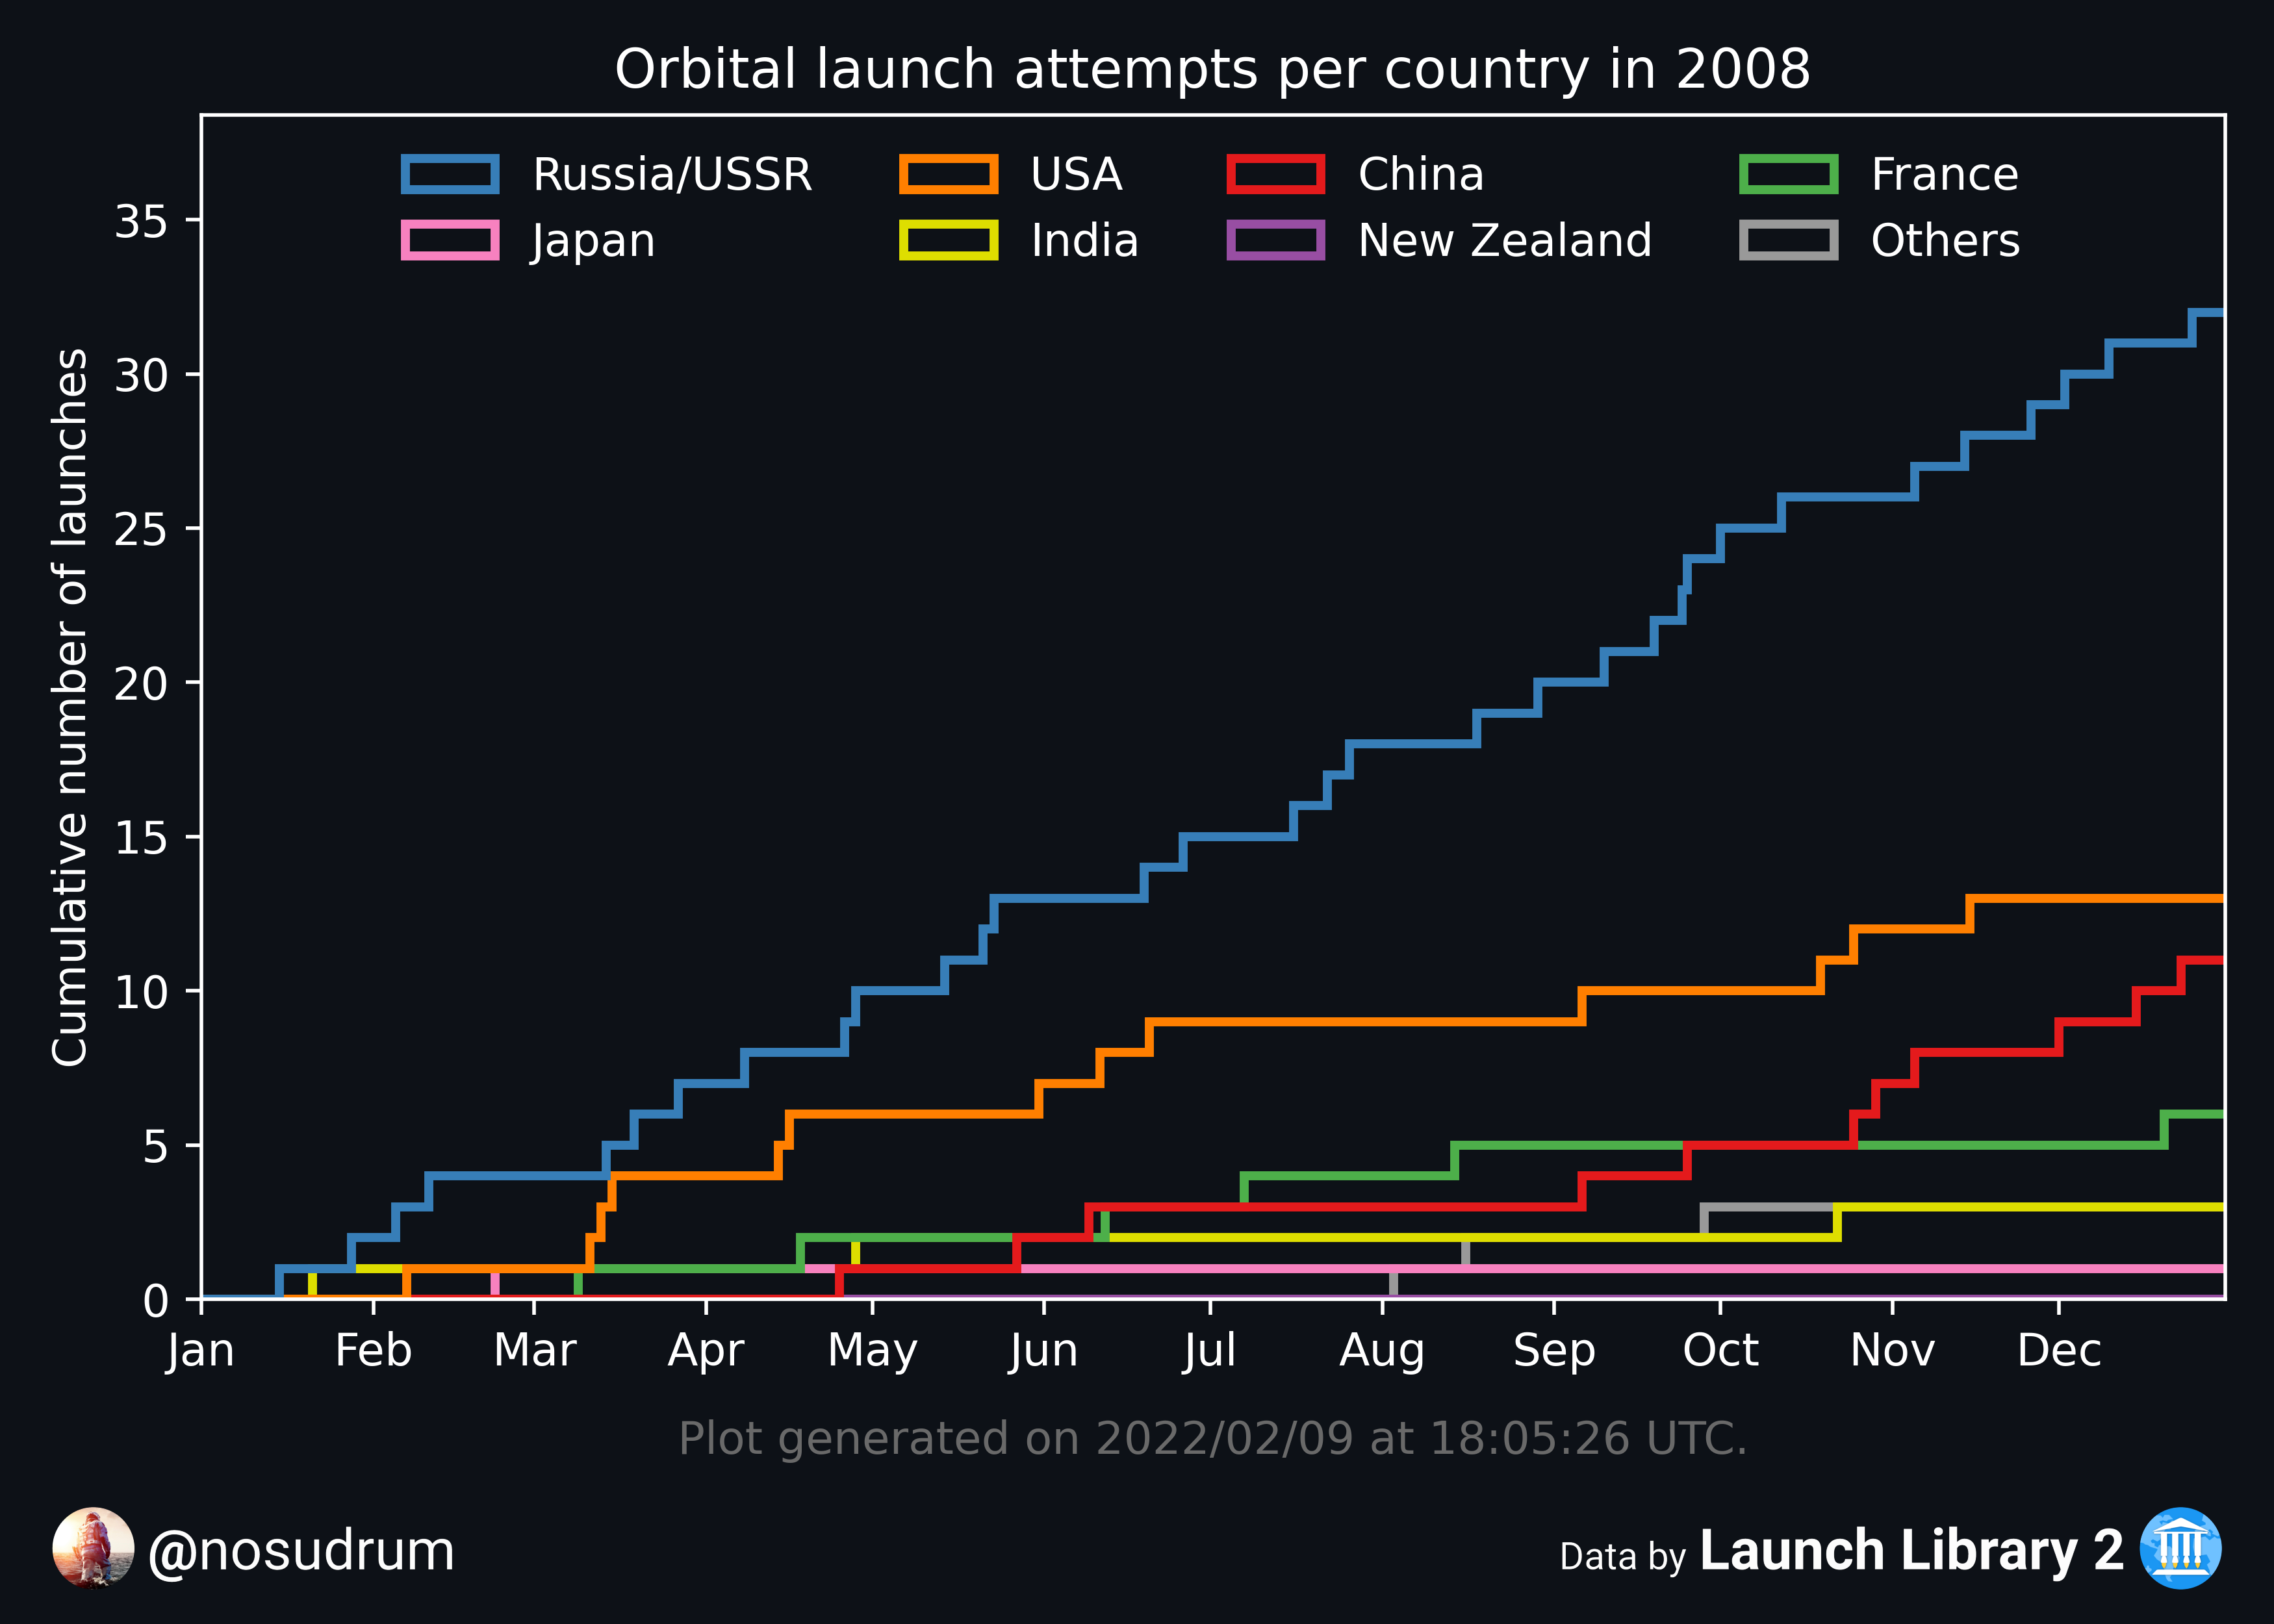 Orbital launch attempts per country in 2008
Russia/USSR USA China France
Japan India New Zealand Others
Cumulative number of launches
35
30
25
20
15
10
5
0
Jan Feb Mar Apr May Jun Jul Aug Sep Oct Nov Dec
Plot generated on 2022/02/09 at 18:05:26 UTC.
@nosudrum
Data by Launch Library 2